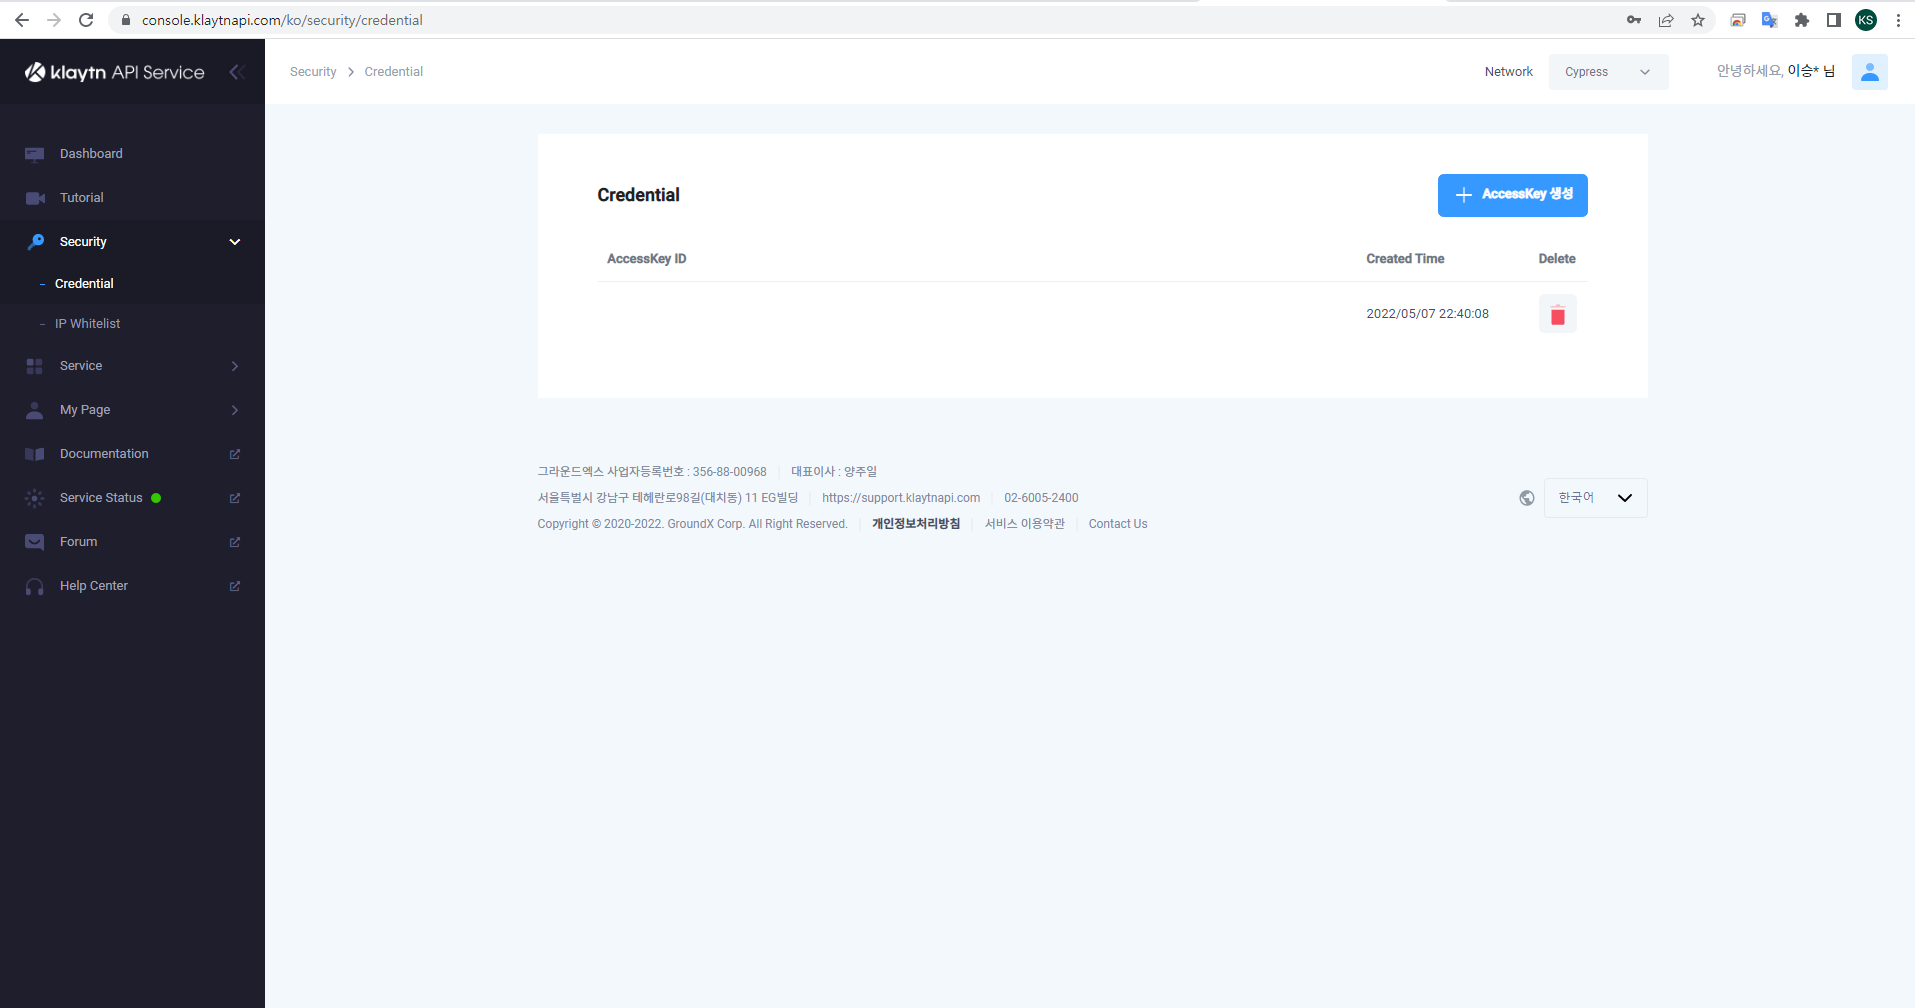 console.klaytnapi.com/ko/security/credential
KS
klaytn API Service
Security
Credential
Network
Cypress
안녕하세요, 이승* 님
Dashboard
Tutorial
Security
- Credential
- IP Whitelist
Service
My Page
Documentation
Service Status
Forum
Help Center
Credential
AccessKey 생성
AccessKey ID Created Time Delete
2022/05/07 22:40:08
그라운드엑스 사업자등록번호 : 356-88-00968 대표이사 : 양주일
서울특별시 강남구 테헤란로98길(대치동) 11 EG빌딩 https://support.klaytnapi.com 02-6005-2400
Copyright © 2020-2022. GroundX Corp. All Right Reserved. 개인정보처리방침 서비스 이용약관 Contact Us
한국어